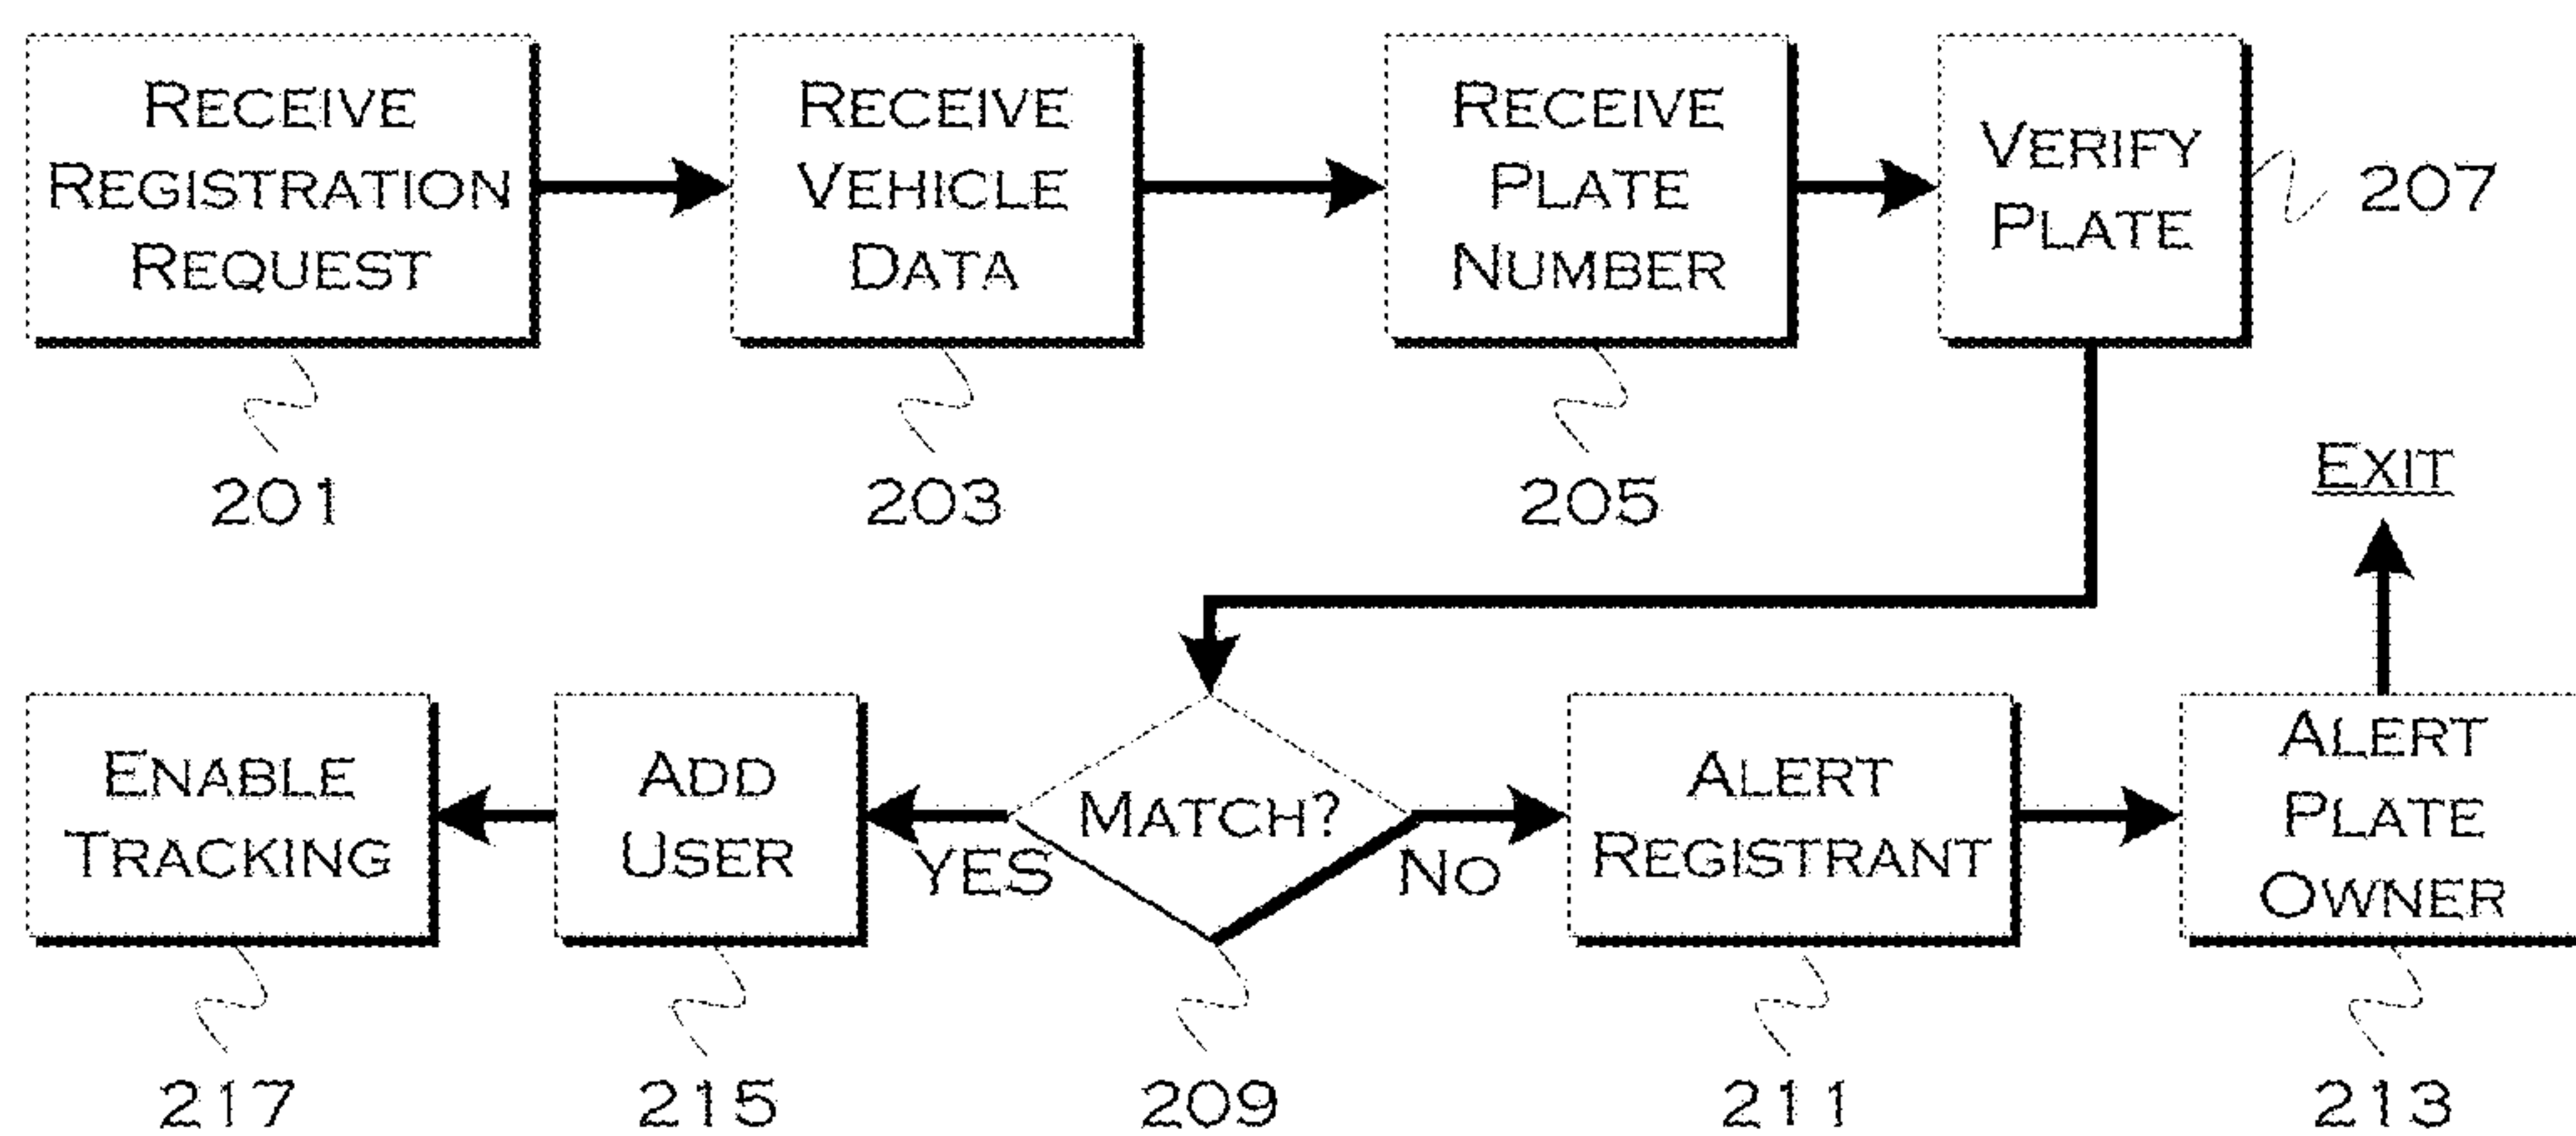 RECEIVE
REGISTRATION
REQUEST
RECEIVE
VEHICLE
DATA
RECEIVE
PLATE
NUMBER
VERIFY
PLATE
207
201
203
205
EXIT
ENABLE
TRACKING
ADD
USER
YES
MATCH?
NO
ALERT
REGISTRANT
ALERT
PLATE
OWNER
217
215
209
211
213